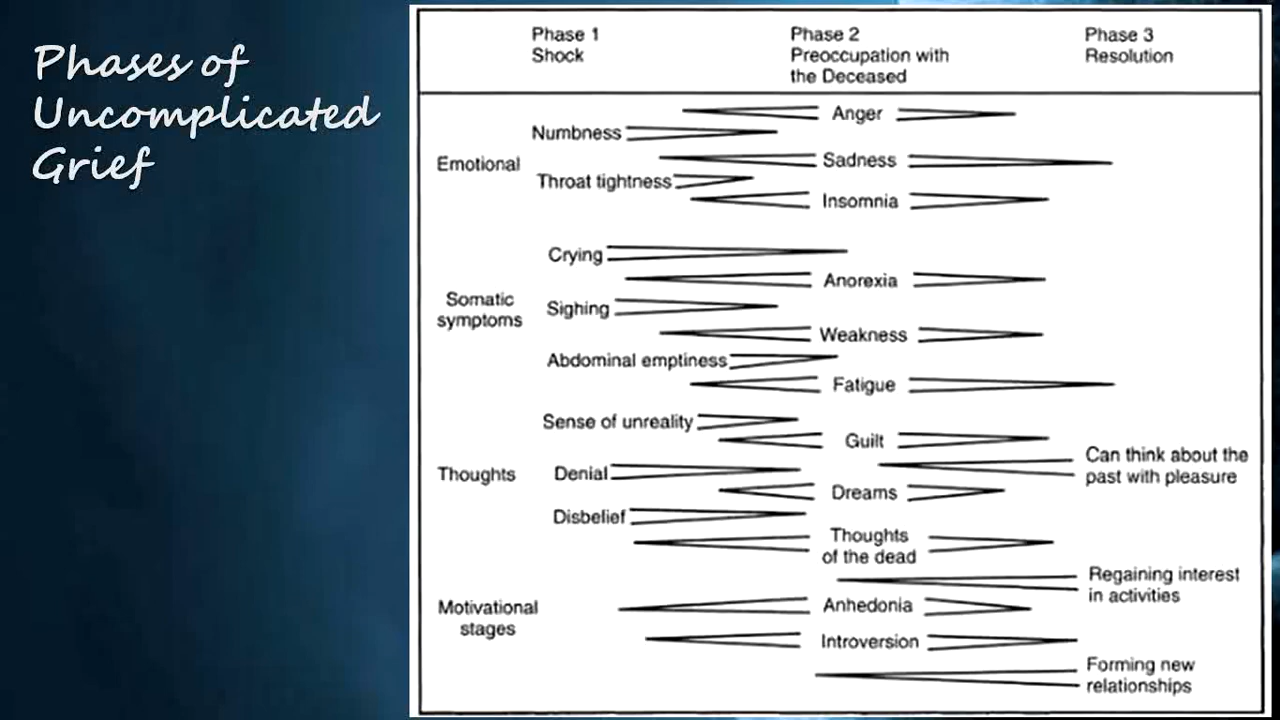 Phases of
Uncomplicated
Grief
Phase 1
Shock
Phase 2
Preoccupation with
the Deceased
Phase 3
Resolution
Emotional
Anger
Numbness
Sadness
Throat tightness
Insomnia
Somatic
symptoms
Crying
Anorexia
Sighing
Weakness
Abdominal emptiness
Fatigue
Thoughts
Sense of unreality
Guilt
Can think about the
past with pleasure
Denial
Dreams
Disbelief
Thoughts
of the dead
Motivational
stages
Regaining interest
in activities
Anhedonia
Introversion
Forming new
relationships